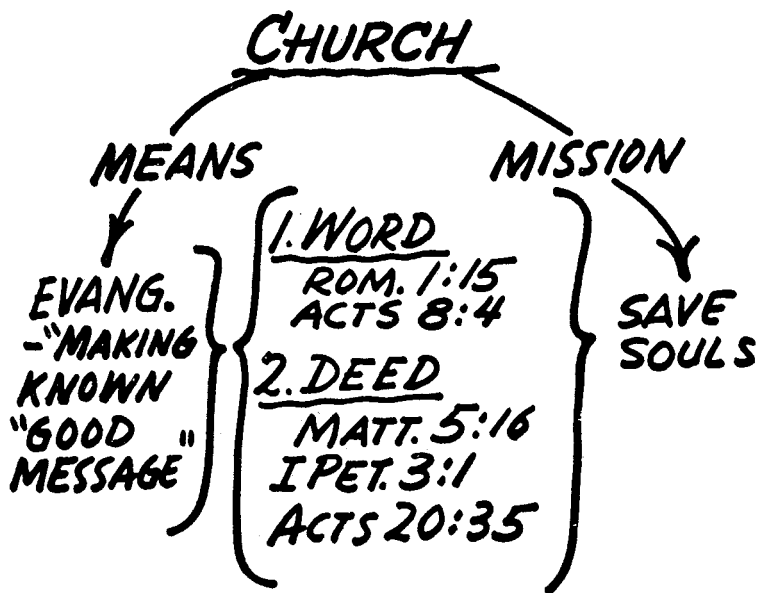 CHURCH
MEANS
MISSION
EVANG.
-"MAKING
KNOWN
"GOOD "
MESSAGE
1. WORD
ROM. 1:15
ACTS 8:4
2. DEED
MATT. 5:16
I PET. 3:1
ACTS 20:35
SAVE
SOULS